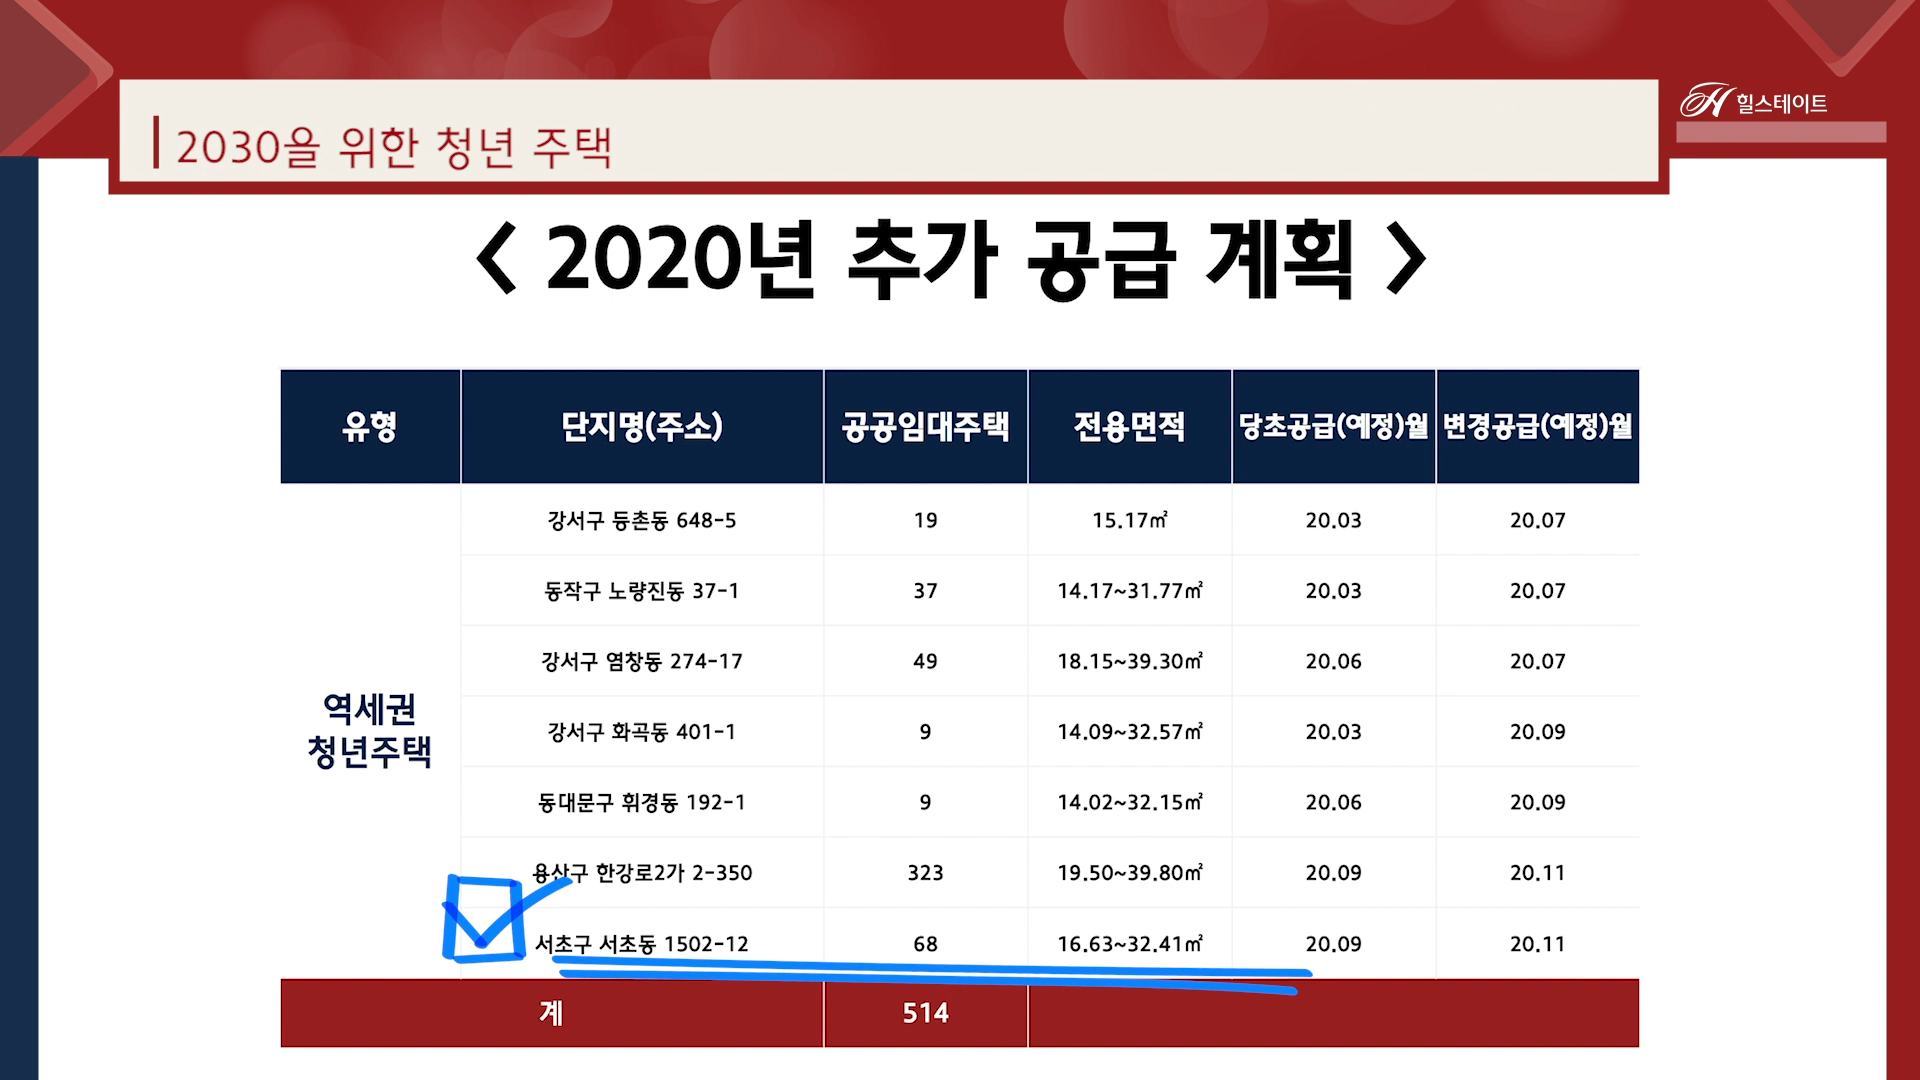 힐스테이트
2030을 위한 청년 주택
< 2020년 추가 공급 계획 >
유형 단지명(주소) 공공임대주택 전용면적 당초공급(예정)월 변경공급(예정)월
강서구 등촌동 648-5 19 15.17㎡ 20.03 20.07
동작구 노량진동 37-1 37 14.17~31.77㎡ 20.03 20.07
강서구 염창동 274-17 49 18.15~39.30㎡ 20.06 20.07
역세권
청년주택
강서구 화곡동 401-1 9 14.09~32.57㎡ 20.03 20.09
동대문구 휘경동 192-1 9 14.02~32.15㎡ 20.06 20.09
용산구 한강로2가 2-350 323 19.50~39.80㎡ 20.09 20.11
서초구 서초동 1502-12 68 16.63~32.41㎡ 20.09 20.11
계 514